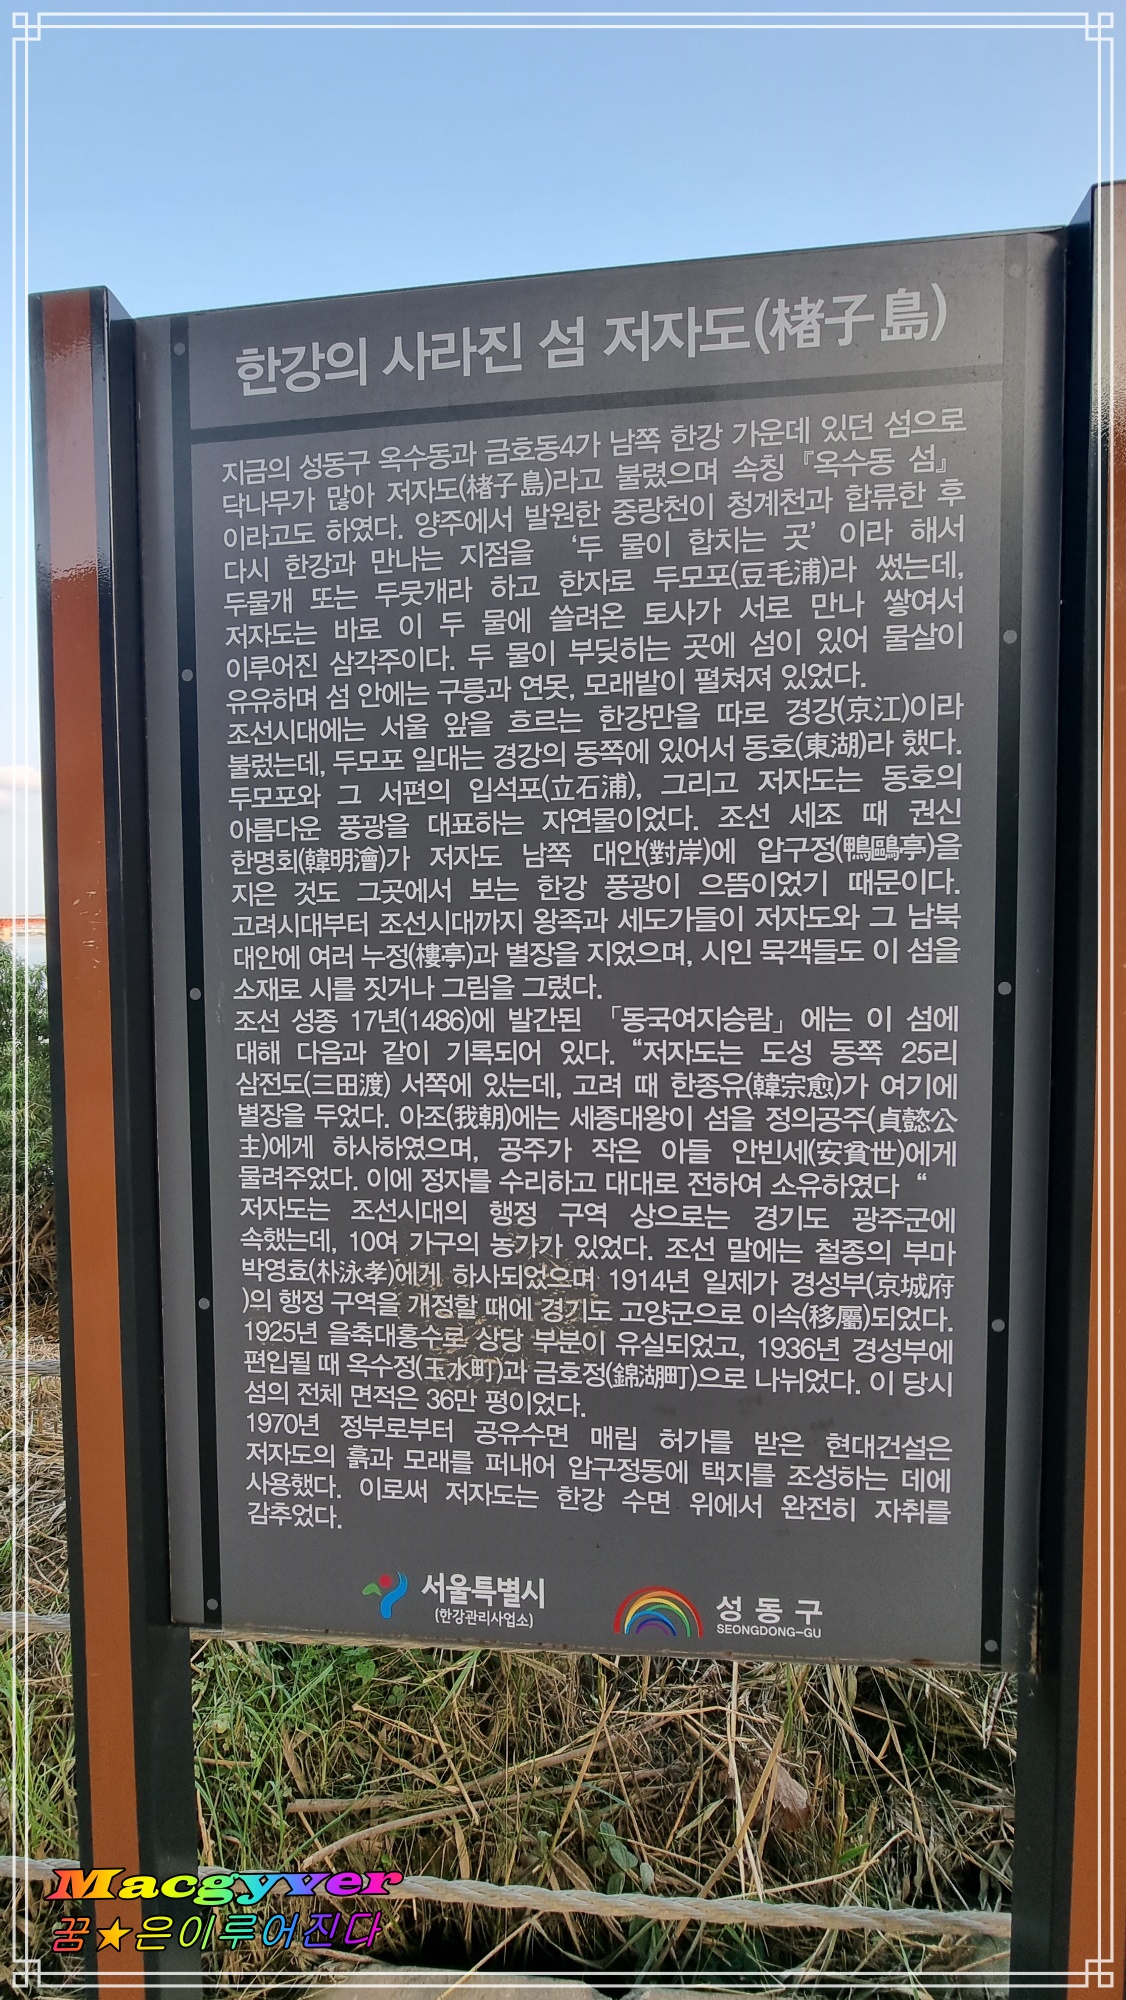 한강의 사라진 섬 저자도(楮子島)
지금의 성동구 옥수동과 금호동4가 남쪽 한강 가운데 있던 섬으로
닥나무가 많아 저자도(楮子島)라고 불렸으며 속칭 『옥수동 섬』
이라고도 하였다. 양주에서 발원한 중랑천이 청계천과 합류한 후
다시 한강과 만나는 지점을 ‘두 물이 합치는 곳’ 이라 해서
두물개 또는 두뭇개라 하고 한자로 두모포(豆毛浦)라 썼는데,
저자도는 바로 이 두 물에 쓸려온 토사가 서로 만나 쌓여서
이루어진 삼각주이다. 두 물이 부딪히는 곳에 섬이 있어 물살이
유유하며 섬 안에는 구릉과 연못, 모래밭이 펼쳐져 있었다.
조선시대에는 서울 앞을 흐르는 한강만을 따로 경강(京江)이라
불렀는데, 두모포 일대는 경강의 동쪽에 있어서 동호(東湖)라 했다.
두모포와 그 서편의 입석포(立石浦), 그리고 저자도는 동호의
아름다운 풍광을 대표하는 자연물이었다. 조선 세조 때 권신
한명회(韓明澮)가 저자도 남쪽 대안(對岸)에 압구정(鴨鷗亭)을
지은 것도 그곳에서 보는 한강 풍광이 으뜸이었기 때문이다.
고려시대부터 조선시대까지 왕족과 세도가들이 저자도와 그 남북
대안에 여러 누정(樓亭)과 별장을 지었으며, 시인 묵객들도 이 섬을
소재로 시를 짓거나 그림을 그렸다.
조선 성종 17년(1486)에 발간된 「동국여지승람」에는 이 섬에
대해 다음과 같이 기록되어 있다. “저자도는 도성 동쪽 25리
삼전도(三田渡) 서쪽에 있는데, 고려 때 한종유(韓宗愈)가 여기에
별장을 두었다. 아조(我朝)에는 세종대왕이 섬을 정의공주(貞懿公
主)에게 하사하였으며, 공주가 작은 아들 안빈세(安貧世)에게
물려주었다. 이에 정자를 수리하고 대대로 전하여 소유하였다 “
저자도는 조선시대의 행정 구역 상으로는 경기도 광주군에
속했는데, 10여 가구의 농가가 있었다. 조선 말에는 철종의 부마
박영효(朴泳孝)에게 하사되었으며 1914년 일제가 경성부(京城府
)의 행정 구역을 개정할 때에 경기도 고양군으로 이속(移屬)되었다.
1925년 을축대홍수로 상당 부분이 유실되었고, 1936년 경성부에
편입될 때 옥수정(玉水町)과 금호정(錦湖町)으로 나뉘었다. 이 당시
섬의 전체 면적은 36만 평이었다.
1970년 정부로부터 공유수면 매립 허가를 받은 현대건설은
저자도의 흙과 모래를 퍼내어 압구정동에 택지를 조성하는 데에
사용했다. 이로써 저자도는 한강 수면 위에서 완전히 자취를
감추었다.
서울특별시
(한강관리사업소)
성동구
SEONGDONG-GU
Macgyver
꿈★은이루어진다